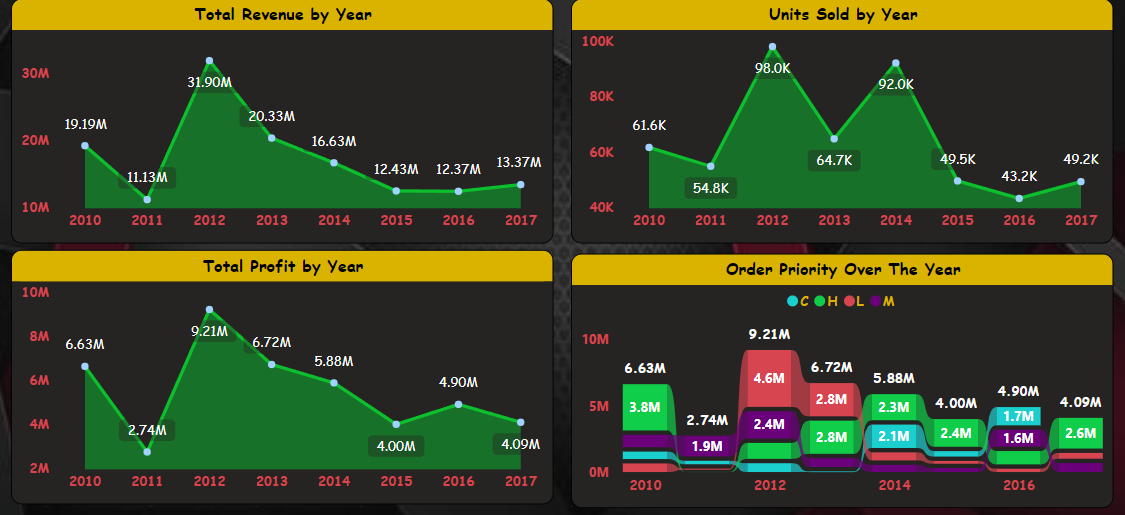 Total Revenue by Year
30M
20M
10M
19.19M
11.13M
31.90M
20.33M
16.63M
12.43M
12.37M
13.37M
2010 2011 2012 2013 2014 2015 2016 2017
Units Sold by Year
100K
80K
60K
40K
61.6K
54.8K
98.0K
64.7K
92.0K
49.5K
43.2K
49.2K
2010 2011 2012 2013 2014 2015 2016 2017
Total Profit by Year
10M
8M
6M
4M
2M
6.63M
2.74M
9.21M
6.72M
5.88M
4.00M
4.90M
4.09M
2010 2011 2012 2013 2014 2015 2016 2017
Order Priority Over The Year
C H L M
10M
5M
0M
6.63M
3.8M
2.74M
1.9M
9.21M
4.6M
2.4M
6.72M
2.8M
2.8M
5.88M
2.3M
2.1M
4.00M
2.4M
4.90M
1.7M
1.6M
4.09M
2.6M
2010 2012 2014 2016